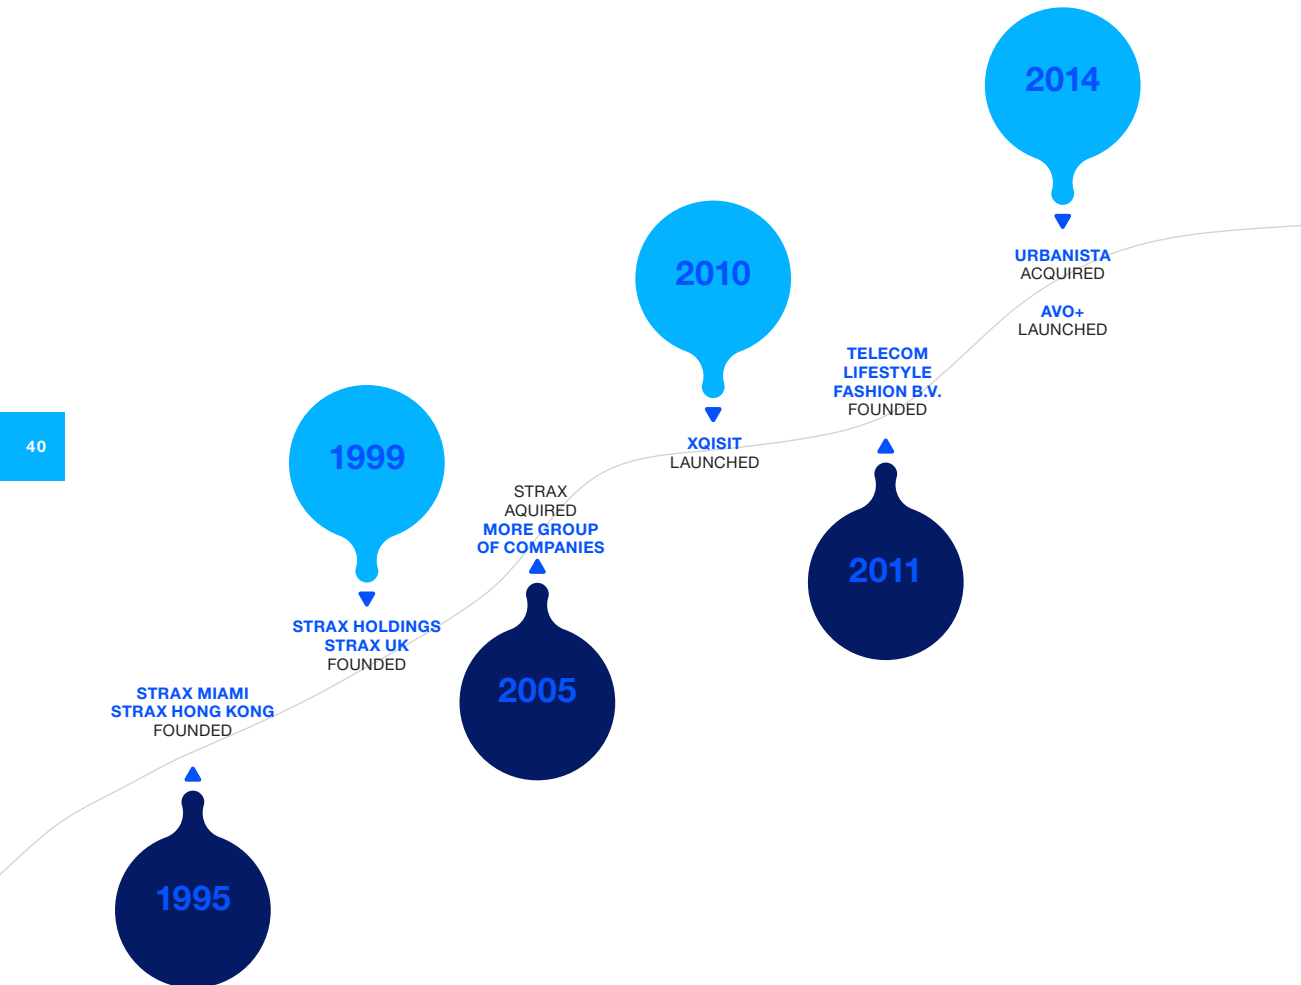 2014
URBANISTA
ACQUIRED
AVO+
LAUNCHED
2010
XQISIT
LAUNCHED
TELECOM
LIFESTYLE
FASHION B.V.
FOUNDED
2011
40
1999
STRAX HOLDINGS
STRAX UK
FOUNDED
STRAX
AQUIRED
MORE GROUP
OF COMPANIES
2005
STRAX MIAMI
STRAX HONG KONG
FOUNDED
1995